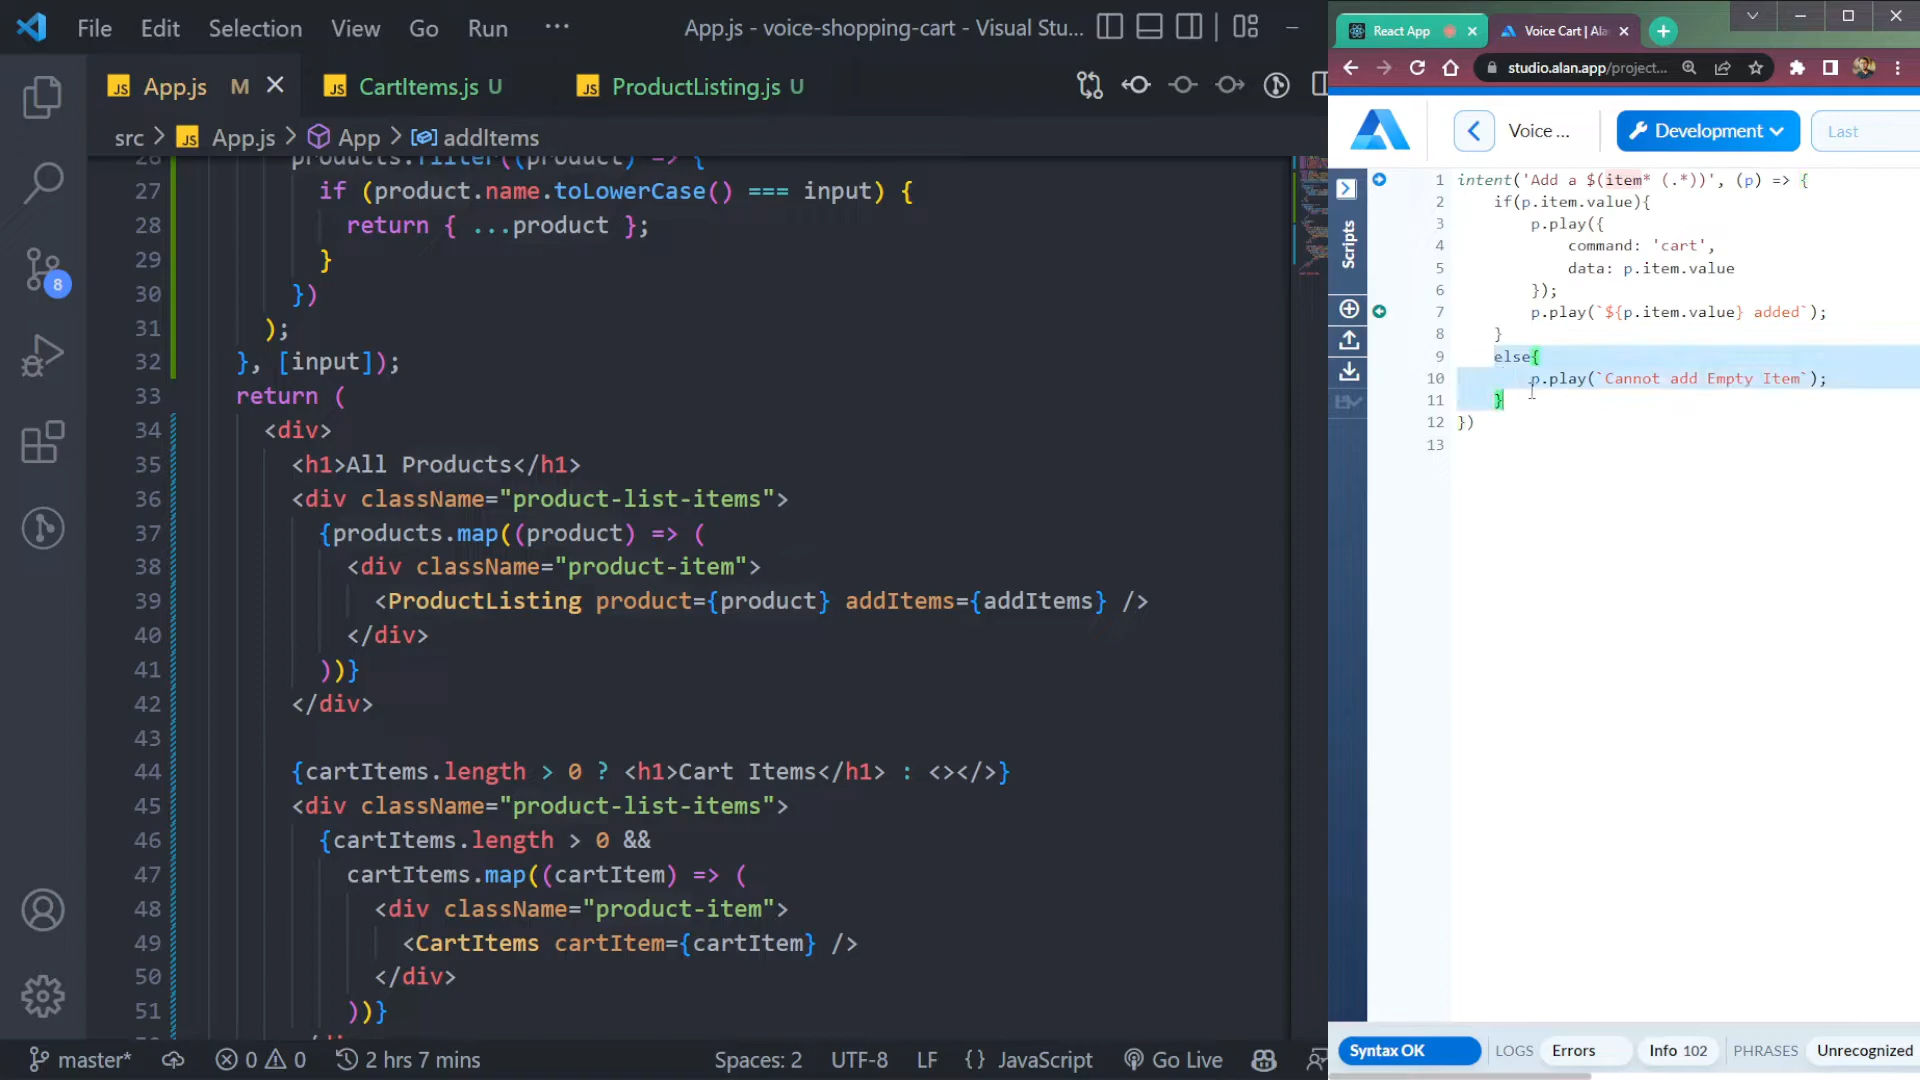 File Edit Selection View Go Run ··· App.js - voice-shopping-cart - Visual Stu...
JS App.js M JS CartItems.js U JS ProductListing.js U
src > JS App.js > App > addItems
26 products.filter((product) => {
27 if (product.name.toLowerCase() === input) {
28 return { ...product };
29 }
30 })
31 );
32 }, [input]);
33 return (
34 <div>
35 <h1>All Products</h1>
36 <div className="product-list-items">
37 {products.map((product) => (
38 <div className="product-item">
39 <ProductListing product={product} addItems={addItems} />
40 </div>
41 ))}
42 </div>
43
44 {cartItems.length > 0 ? <h1>Cart Items</h1> : <></>}
45 <div className="product-list-items">
46 {cartItems.length > 0 &&
47 cartItems.map((cartItem) => (
48 <div className="product-item">
49 <CartItems cartItem={cartItem} />
50 </div>
51 ))}
8
master* 0 0 2 hrs 7 mins Spaces: 2 UTF-8 LF {} JavaScript Go Live
React App Voice Cart | Ala
studio.alan.app/project...
Voice ... Development Last
Scripts
1 intent('Add a $(item* (.*))', (p) => {
2 if(p.item.value){
3 p.play({
4 command: 'cart',
5 data: p.item.value
6 });
7 p.play(`${p.item.value} added`);
8 }
9 else{
10 p.play(`Cannot add Empty Item`);
11 }
12 })
13
Syntax OK LOGS Errors Info 102 PHRASES Unrecognized